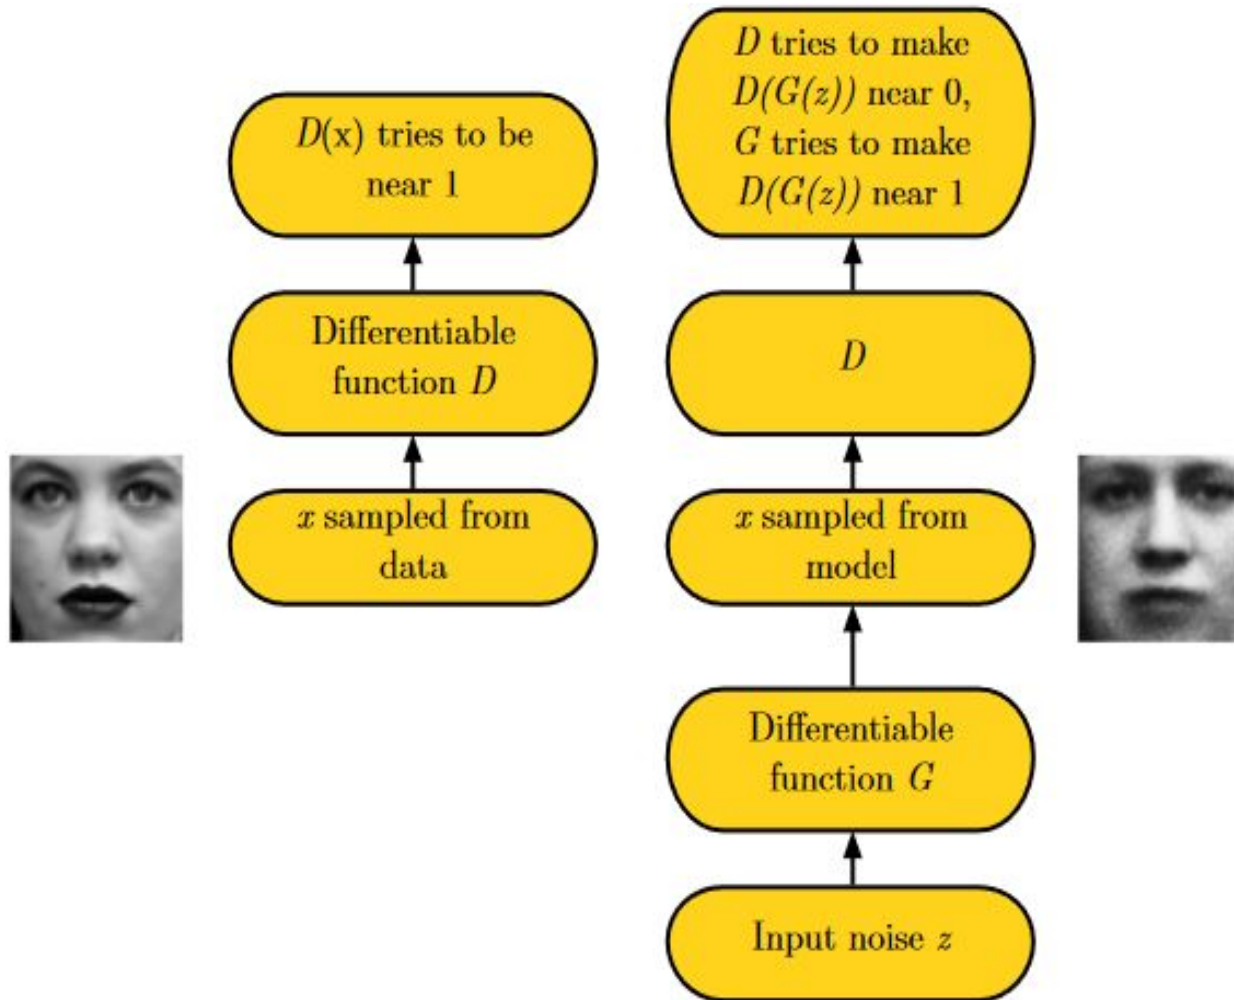 D(x) tries to be
near 1
Differentiable
function D
x sampled from
data
D tries to make
D(G(z)) near 0,
G tries to make
D(G(z)) near 1
D
x sampled from
model
Differentiable
function G
Input noise z